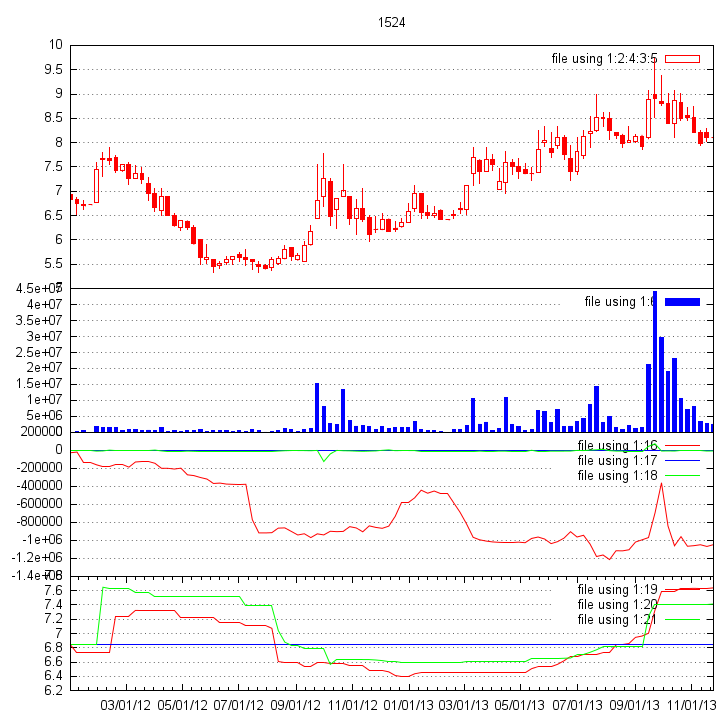 1524
10
file using 1:2:4:3:5
9.5
9
8.5
8
7.5
7
6.5
6
5.5
5
4.5e+07
file using 1:6
4e+07
3.5e+07
3e+07
2.5e+07
2e+07
1.5e+07
1e+07
5e+06
200000
0
file using 1:16
file using 1:17
-200000
file using 1:18
-400000
-600000
-800000
-1e+06
-1.2e+06
-1.4e+06
7.8
7.6
file using 1:19
7.4
file using 1:20
7.2
file using 1:21
7
6.8
6.6
6.4
6.2
03/01/12 05/01/12 07/01/12 09/01/12 11/01/12 01/01/13 03/01/13 05/01/13 07/01/13 09/01/13 11/01/13